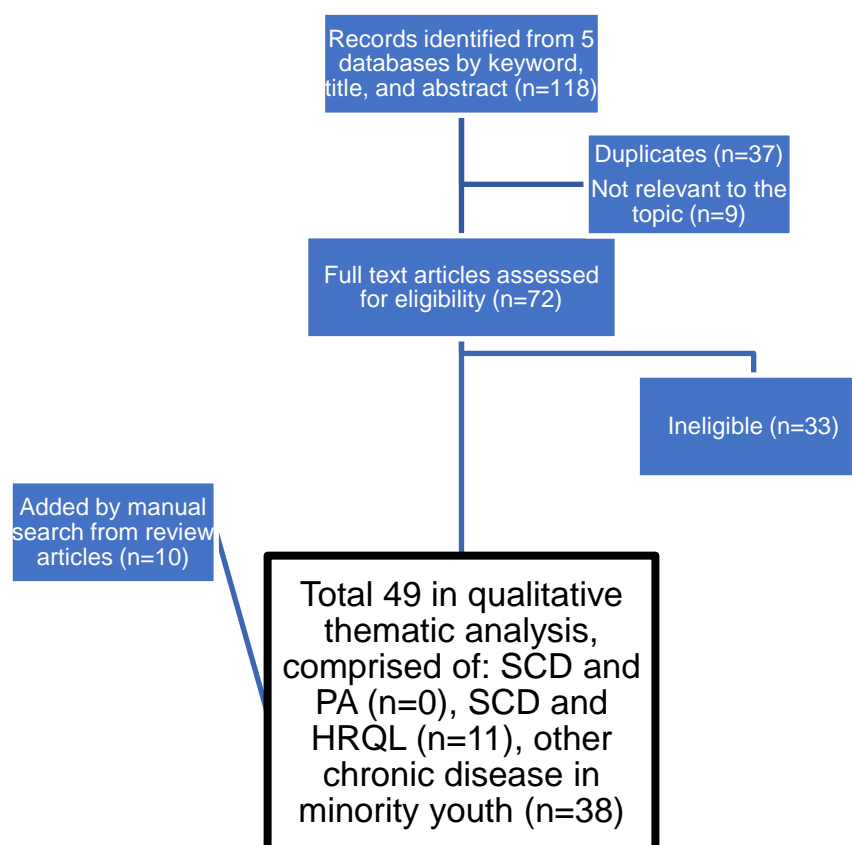 Records identified from 5
databases by keyword,
title, and abstract (n=118)
Duplicates (n=37)
Not relevant to the
topic (n=9)
Full text articles assessed
for eligibility (n=72)
Ineligible (n=33)
Added by manual
search from review
articles (n=10)
Total 49 in qualitative
thematic analysis,
comprised of: SCD and
PA (n=0), SCD and
HRQL (n=11), other
chronic disease in
minority youth (n=38)